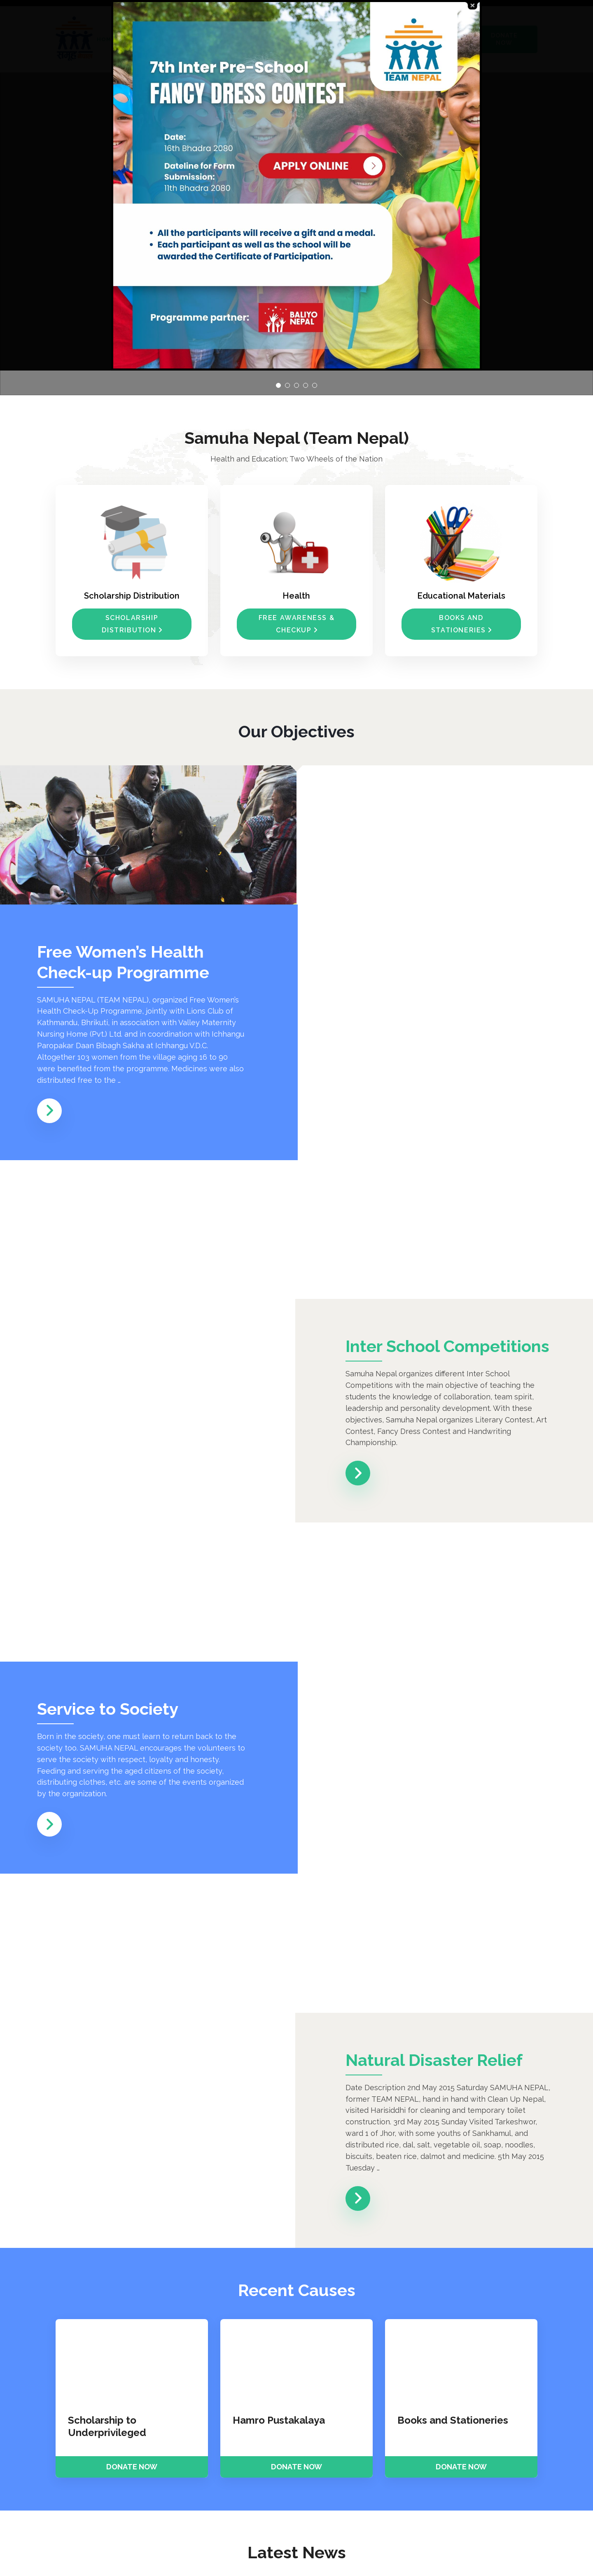 TEAM NEPAL
7th Inter Pre-School
FANCY DRESS CONTEST
Date:
16th Bhadra 2080
Dateline for Form
Submission:
11th Bhadra 2080
APPLY ONLINE
• All the participants will receive a gift and a medal.
• Each participant as well as the school will be
awarded the Certificate of Participation.
Programme partner:
BALIYO
NEPAL
Samuha Nepal (Team Nepal)
Health and Education; Two Wheels of the Nation
Scholarship Distribution
SCHOLARSHIP
DISTRIBUTION
Health
FREE AWARENESS &
CHECKUP
Educational Materials
BOOKS AND
STATIONERIES
Our Objectives
Free Women's Health
Check-up Programme
SAMUHA NEPAL (TEAM NEPAL), organized Free Women's
Health Check-Up Programme, jointly with Lions Club of
Kathmandu, Bhrikuti, in association with Valley Maternity
Nursing Home (Pvt.) Ltd. and in coordination with Ichhangu
Paropakar Daan Bibagh Sakha at Ichhangu V.D.C.
Altogether 103 women from the village aging 16 to 90
were benefited from the programme. Medicines were also
distributed free to the …
Inter School Competitions
Samuha Nepal organizes different Inter School
Competitions with the main objective of teaching the
students the knowledge of collaboration, team spirit,
leadership and personality development. With these
objectives, Samuha Nepal organizes Literary Contest, Art
Contest, Fancy Dress Contest and Handwriting
Championship.
Service to Society
Born in the society, one must learn to return back to the
society too. SAMUHA NEPAL encourages the volunteers to
serve the society with respect, loyalty and honesty.
Feeding and serving the aged citizens of the society,
distributing clothes, etc. are some of the events organized
by the organization.
Natural Disaster Relief
Date Description 2nd May 2015 Saturday SAMUHA NEPAL,
former TEAM NEPAL, hand in hand with Clean Up Nepal,
visited Harisiddhi for cleaning and temporary toilet
construction. 3rd May 2015 Sunday Visited Tarkeshwor,
ward 1 of Jhor, with some youths of Sankhamul, and
distributed rice, dal, salt, vegetable oil, soap, noodles,
biscuits, beaten rice, dalmot and medicine. 5th May 2015
Tuesday …
Recent Causes
Scholarship to
Underprivileged
DONATE NOW
Hamro Pustakalaya
DONATE NOW
Books and Stationeries
DONATE NOW
Latest News